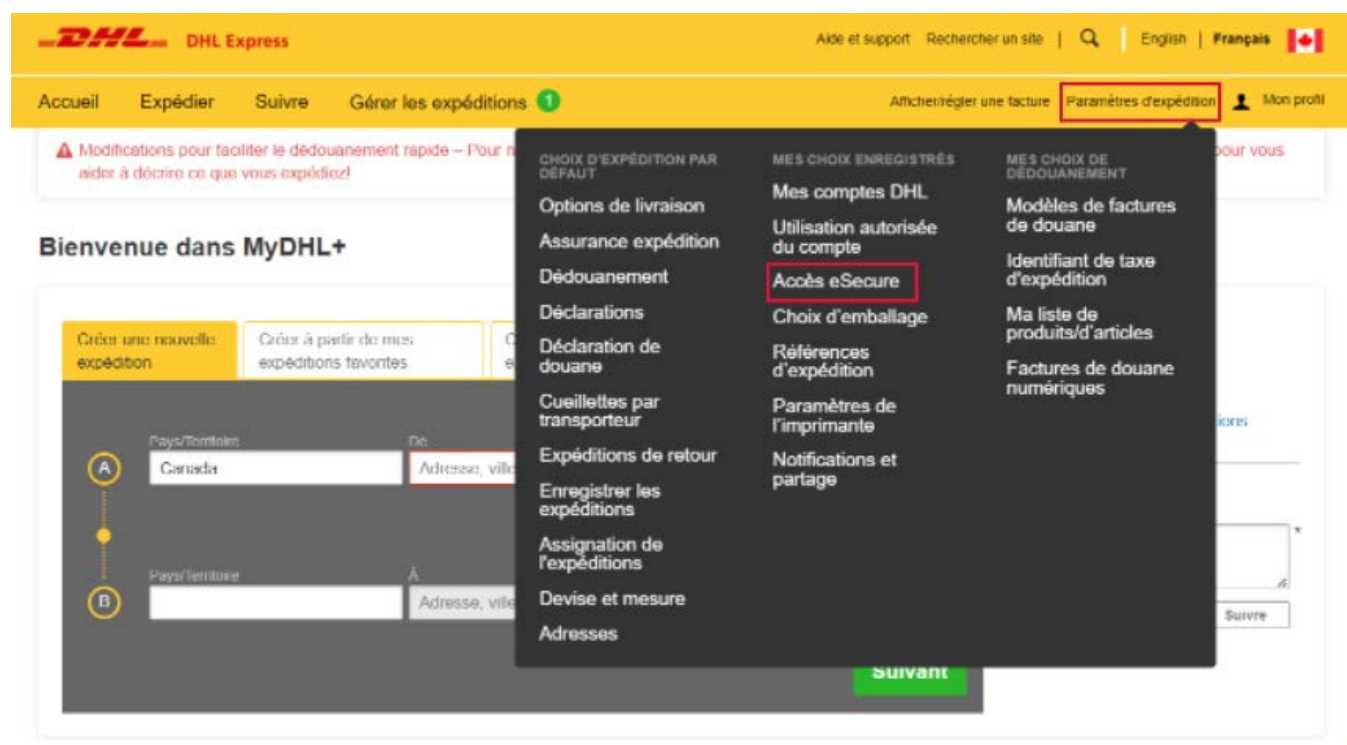 DHL DHL Express
Aide et support Rechercher un site | English | Français
Accueil Expédier Suivre Gérer les expéditions 1
Afficher/régler une facture Paramètres d'expédition Mon profil
Modifications pour faciliter le dédouanement rapide – Pour
pour vous
aider à décrire ce que vous expédiez!
Bienvenue dans MyDHL+
Créer une nouvelle
expédition
Créer à partir de mes
expéditions favorites
Pays/Territoire
De
A
Canada
Adresse, ville
Pays/Territoire
À
B
Adresse, ville
Suivant
CHOIX D'EXPÉDITION PAR
DÉFAUT
Options de livraison
Assurance expédition
Dédouanement
Déclarations
Déclaration de
douane
Cueillettes par
transporteur
Expéditions de retour
Enregistrer les
expéditions
Assignation de
l'expéditions
Devise et mesure
Adresses
MES CHOIX ENREGISTRÉS
Mes comptes DHL
Utilisation autorisée
du compte
Accès eSecure
Choix d'emballage
Références
d'expédition
Paramètres de
l'imprimante
Notifications et
partage
MES CHOIX DE
DÉDOUANEMENT
Modèles de factures
de douane
Identifiant de taxe
d'expédition
Ma liste de
produits/d'articles
Factures de douane
numériques
*
Suivre